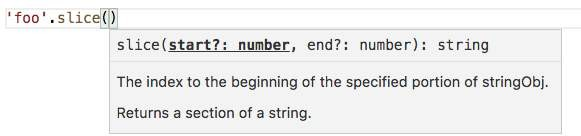 'foo'.slice()
slice(start?: number, end?: number): string
The index to the beginning of the specified portion of stringObj.
Returns a section of a string.